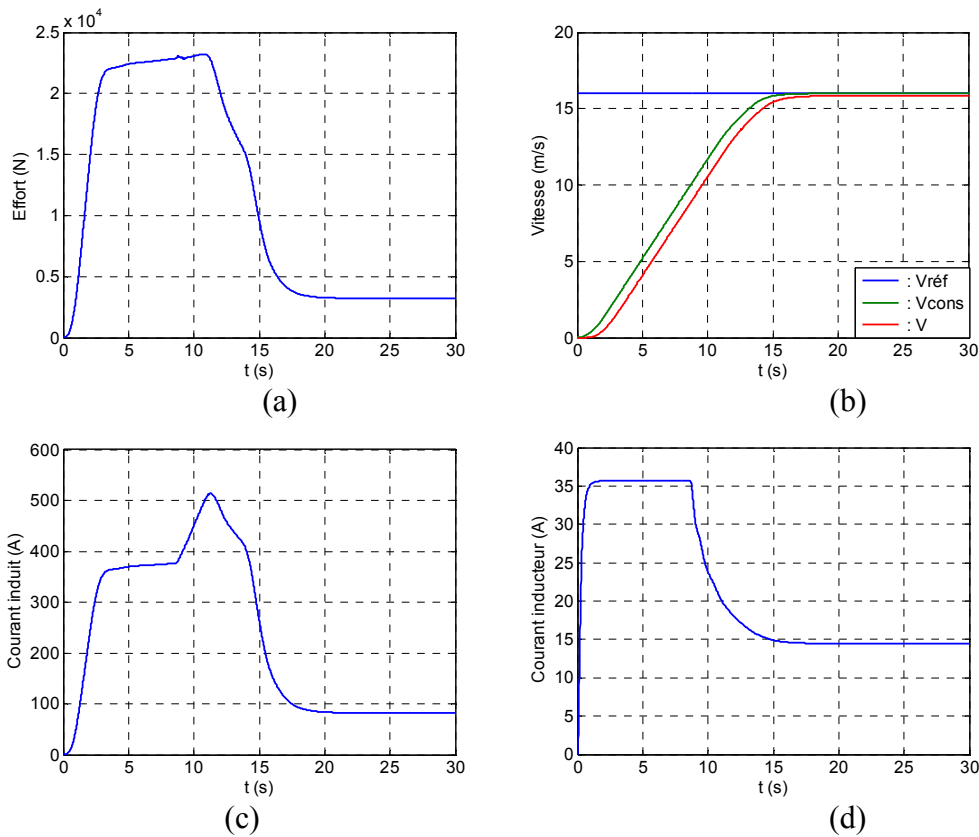 x 10⁴
2.5
2
1.5
1
0.5
0
Effort (N)
0 5 10 15 20 25 30
t (s)
(a)
20
15
10
5
0
Vitesse (m/s)
: Vréf
: Vcons
: V
0 5 10 15 20 25 30
t (s)
(b)
600
500
400
300
200
100
0
Courant induit (A)
0 5 10 15 20 25 30
t (s)
(c)
40
35
30
25
20
15
10
5
0
Courant inducteur (A)
0 5 10 15 20 25 30
t (s)
(d)